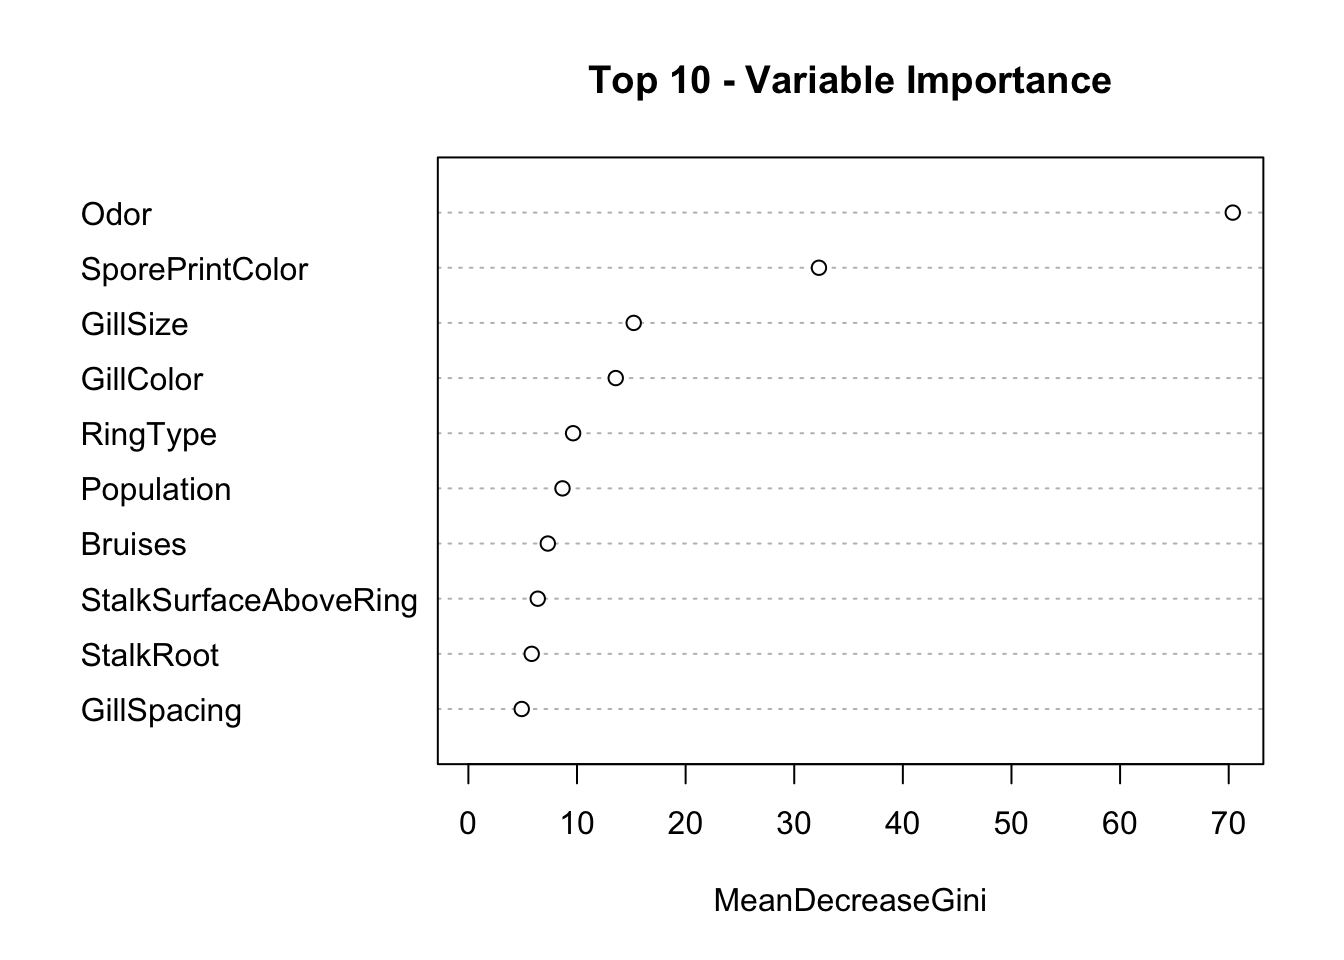 Top 10 - Variable Importance
Odor
SporePrintColor
GillSize
GillColor
RingType
Population
Bruises
StalkSurfaceAboveRing
StalkRoot
GillSpacing
0 10 20 30 40 50 60 70
MeanDecreaseGini